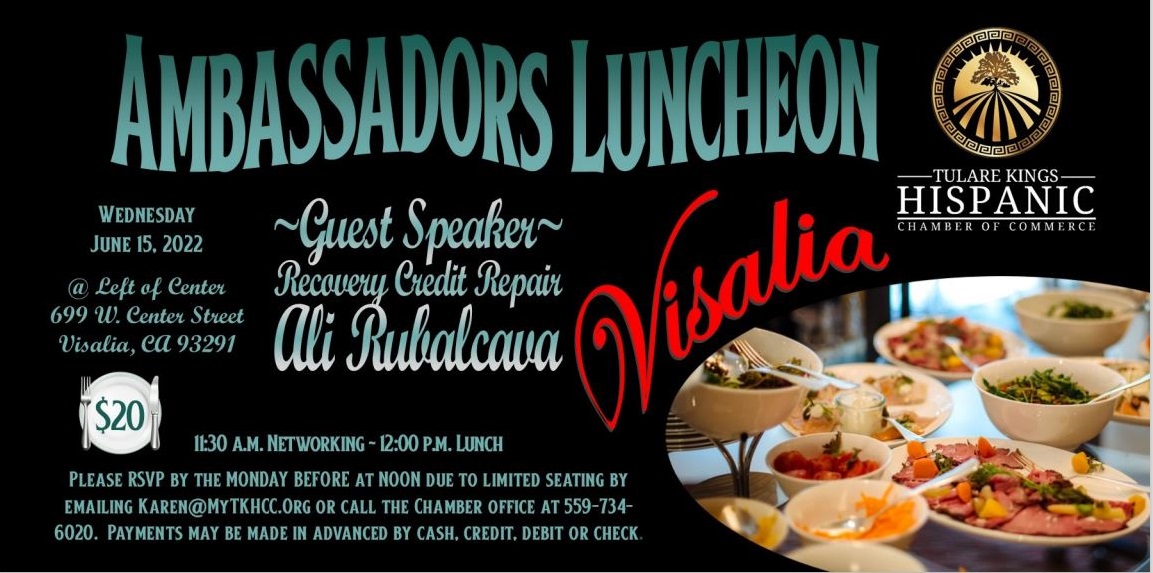 AMBASSADORS LUNCHEON
TULARE KINGS
HISPANIC
CHAMBER OF COMMERCE
WEDNESDAY
JUNE 15, 2022
@ Left of Center
699 W. Center Street
Visalia, CA 93291
$20
~Guest Speaker~
Recovery Credit Repair
Ali Rubalcava
Visalia
11:30 A.M. NETWORKING ~ 12:00 P.M. LUNCH
PLEASE RSVP BY THE MONDAY BEFORE AT NOON DUE TO LIMITED SEATING BY
EMAILING KAREN@MYTKHCC.ORG OR CALL THE CHAMBER OFFICE AT 559-734-
6020. PAYMENTS MAY BE MADE IN ADVANCED BY CASH, CREDIT, DEBIT OR CHECK.